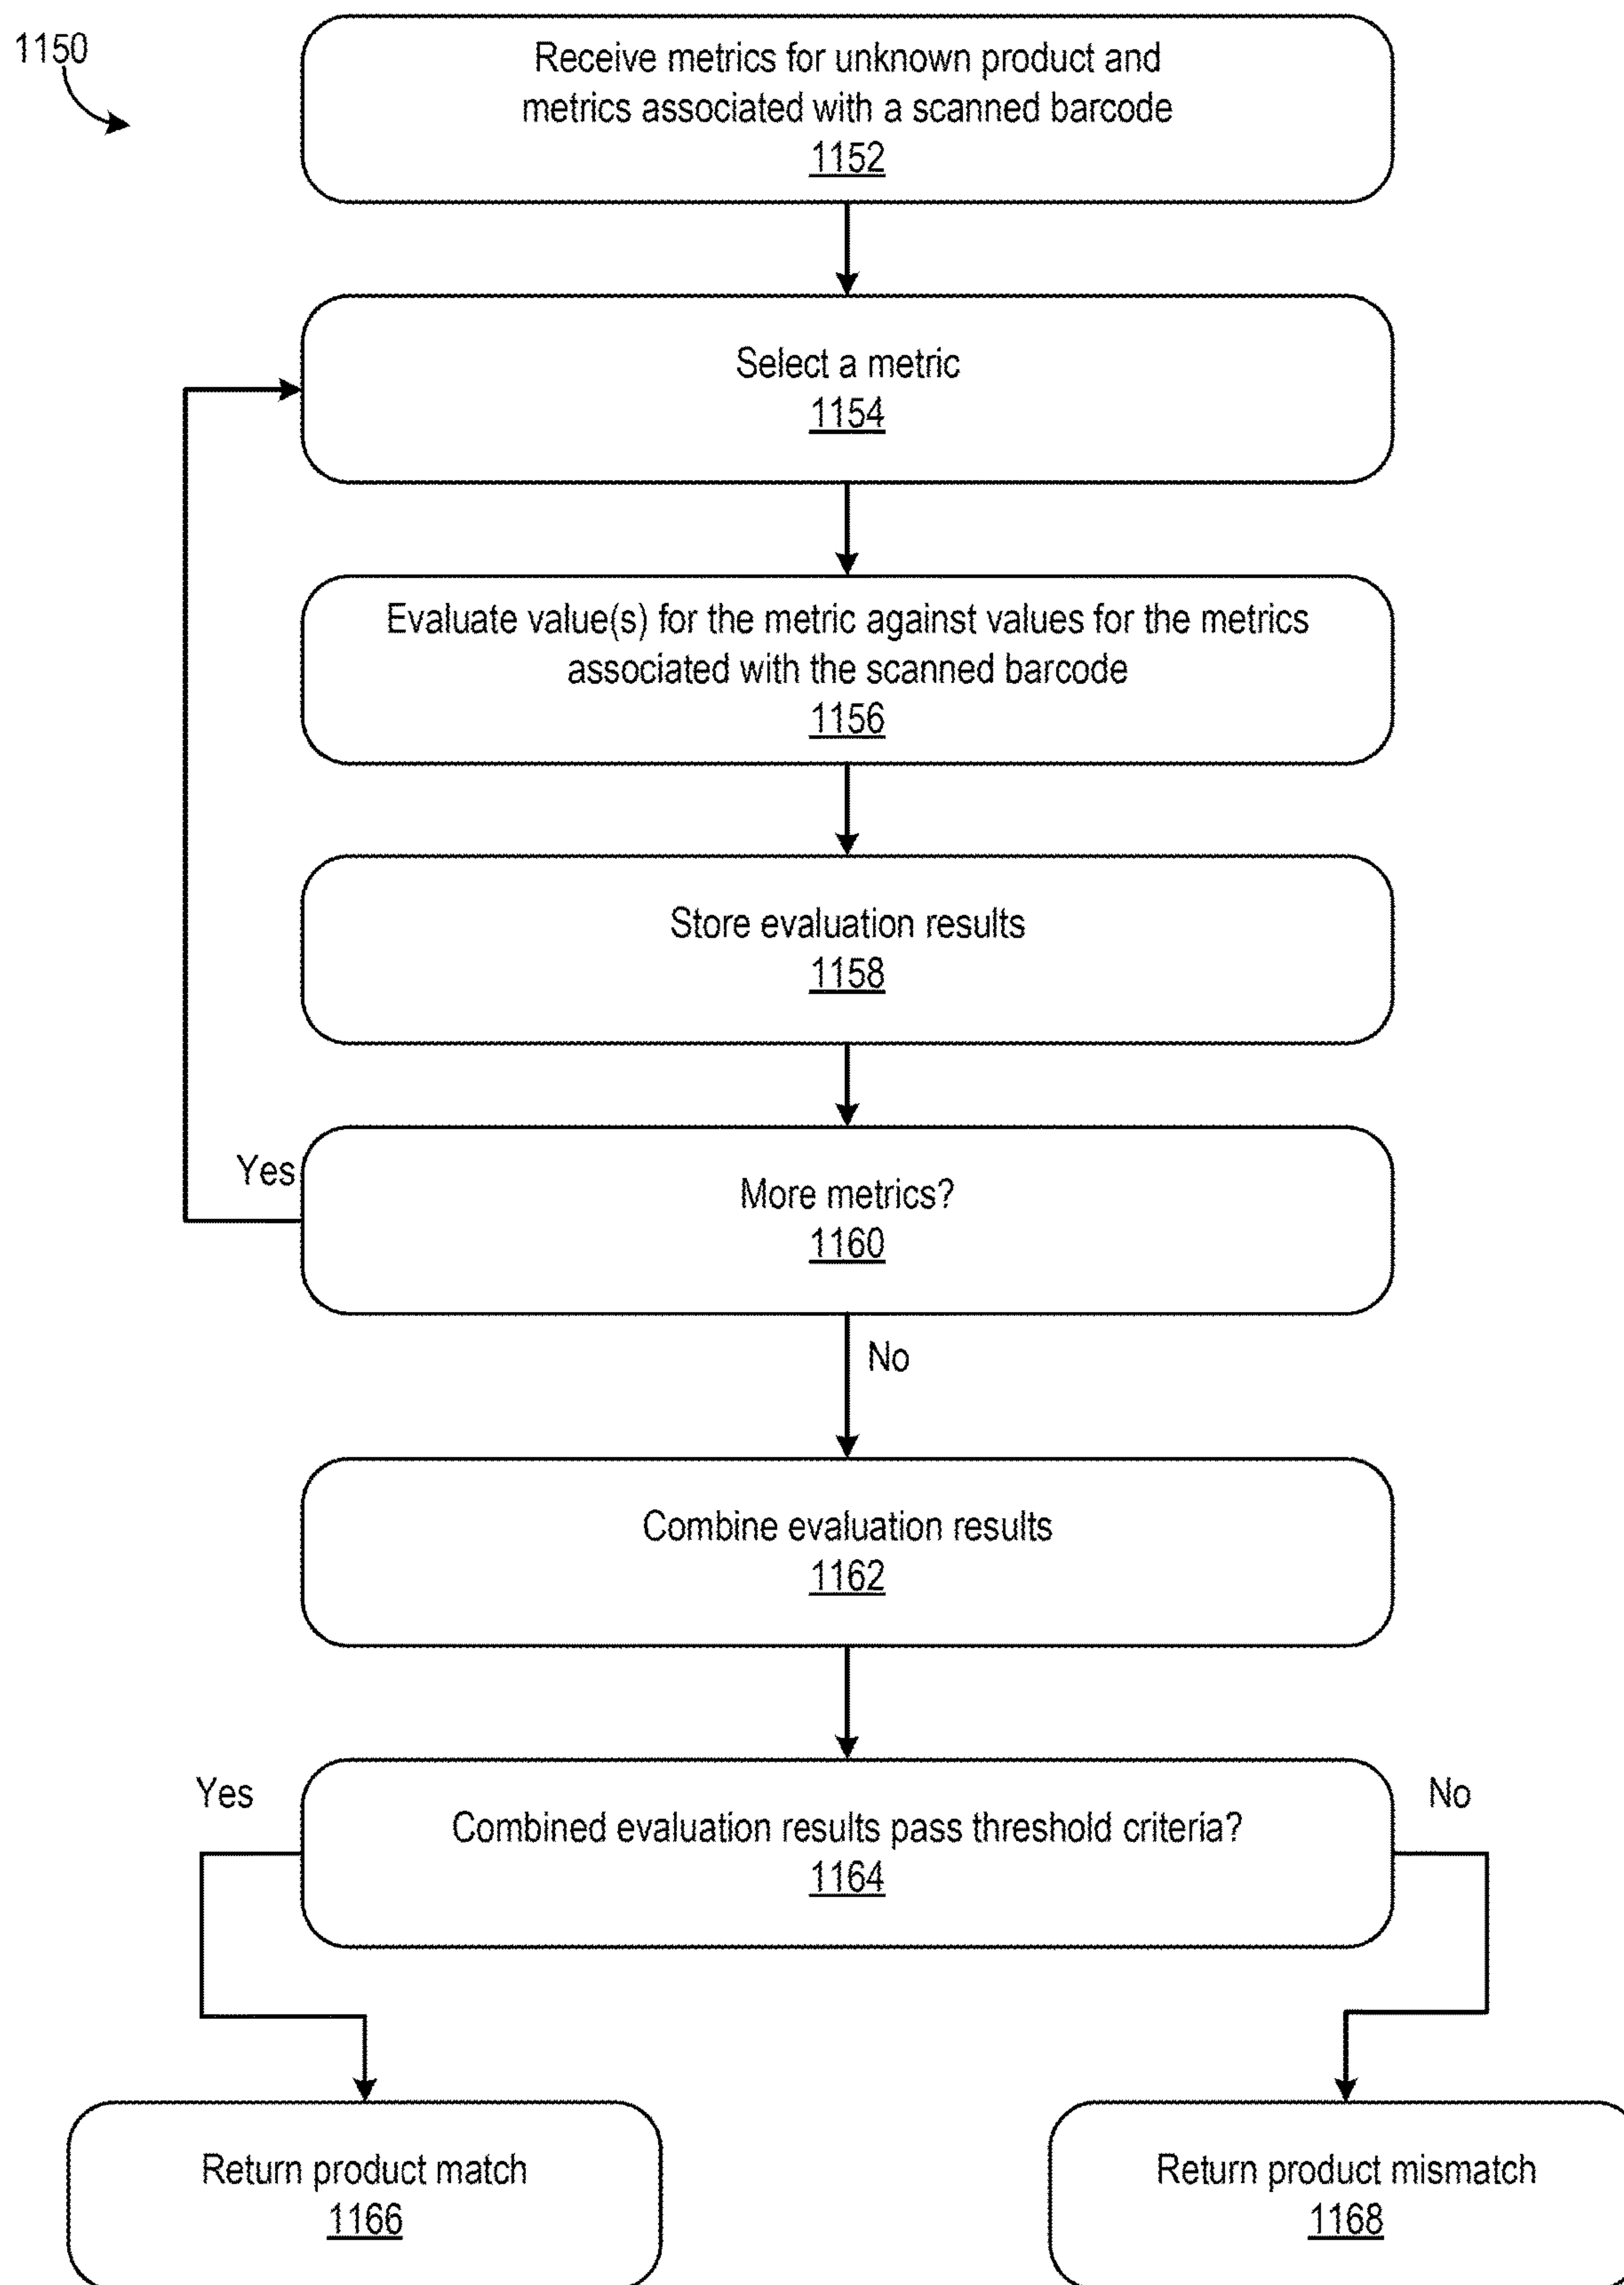 1150
Receive metrics for unknown product and
metrics associated with a scanned barcode
1152
Select a metric
1154
Evaluate value(s) for the metric against values for the metrics
associated with the scanned barcode
1156
Store evaluation results
1158
Yes
More metrics?
1160
No
Combine evaluation results
1162
Yes
No
Combined evaluation results pass threshold criteria?
1164
Return product match
1166
Return product mismatch
1168